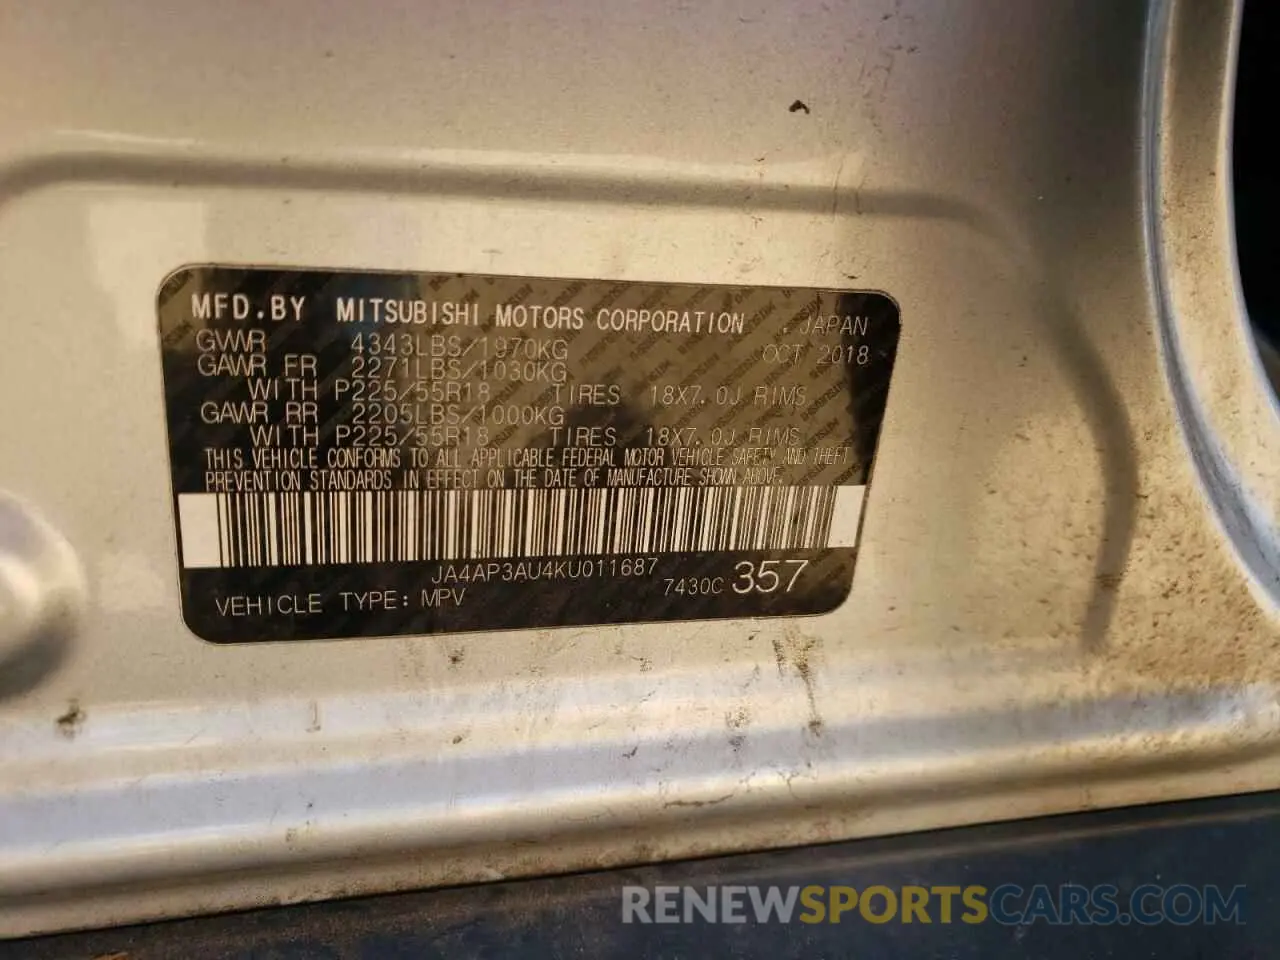 MFD.BY MITSUBISHI MOTORS CORPORATION , JAPAN
GVWR 4343LBS/1970KG OCT 2018
GAWR FR 2271LBS/1030KG
WITH P225/55R18 TIRES 18X7.0J RIMS
GAWR RR 2205LBS/1000KG
WITH P225/55R18 TIRES 18X7.0J RIMS
THIS VEHICLE CONFORMS TO ALL APPLICABLE FEDERAL MOTOR VEHICLE SAFETY AND THEFT
PREVENTION STANDARDS IN EFFECT ON THE DATE OF MANUFACTURE SHOWN ABOVE.
JA4AP3AU4KU011687
VEHICLE TYPE: MPV 7430C 357
RENEWSPORTSCARS.COM